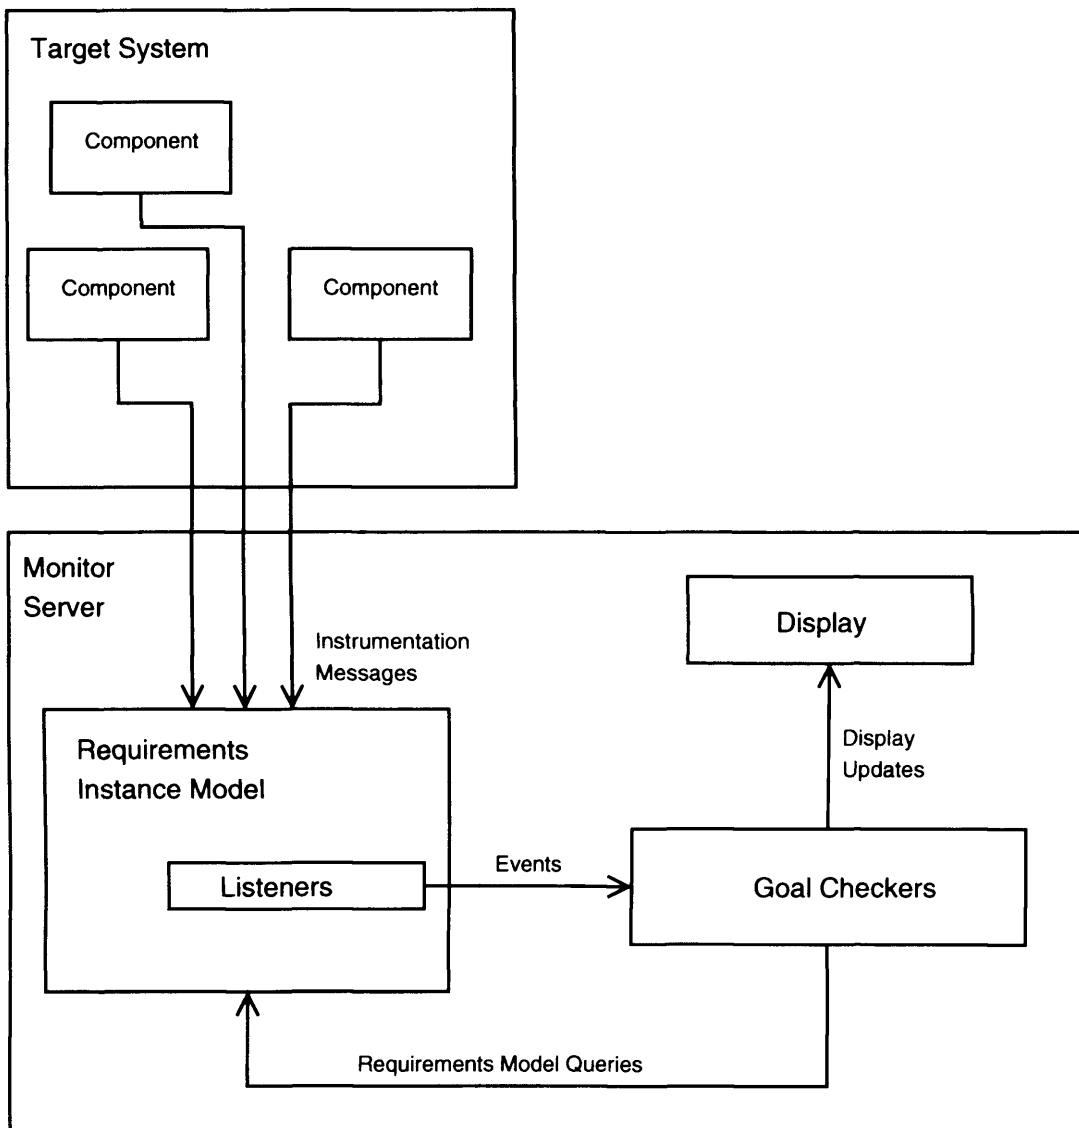 Target System
Component
Component
Component
Monitor
Server
Instrumentation
Messages
Display
Display
Updates
Requirements
Instance Model
Listeners
Events
Goal Checkers
Requirements Model Queries